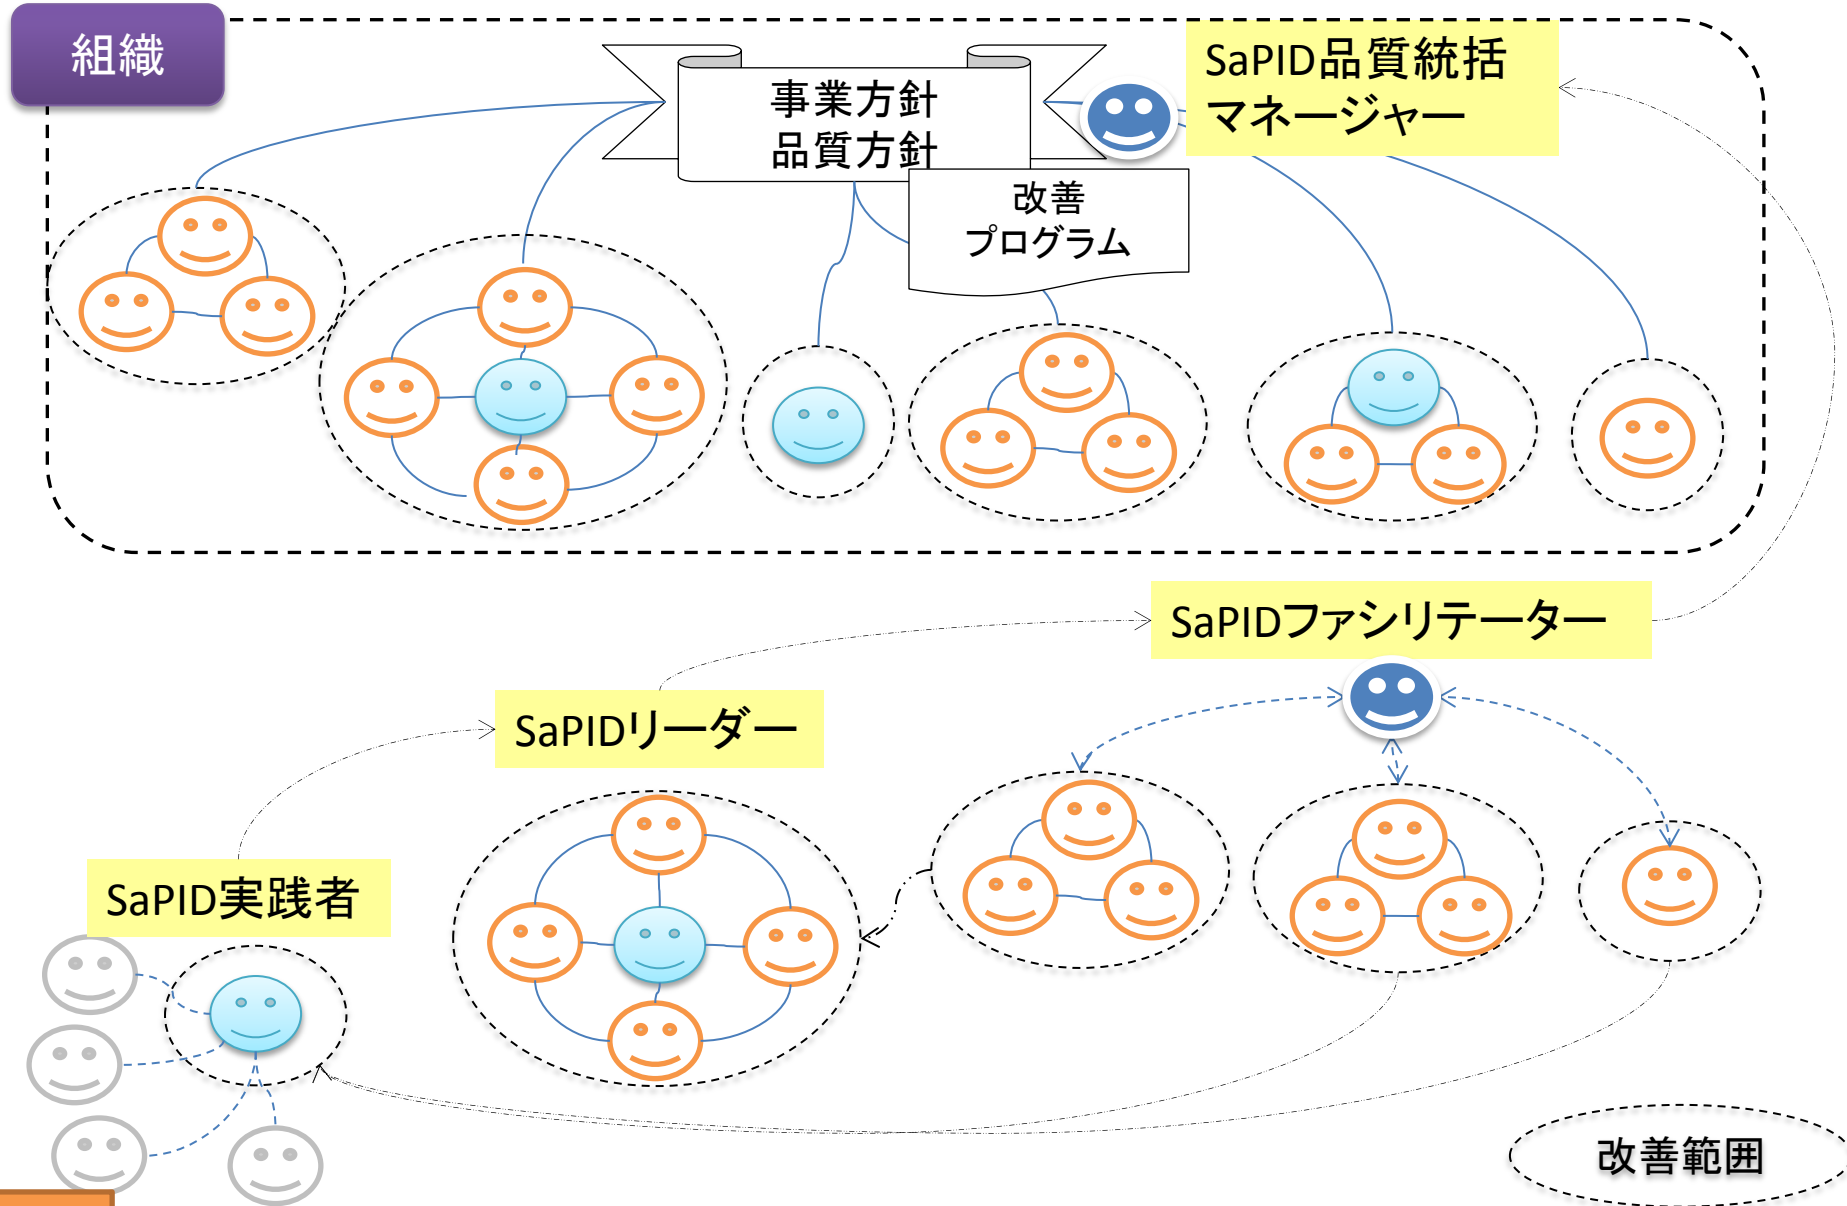 組織
SaPID品質統括
マネージャー
事業方針
品質方針
改善
プログラム
SaPIDファシリテーター
SaPIDリーダー
SaPID実践者
改善範囲